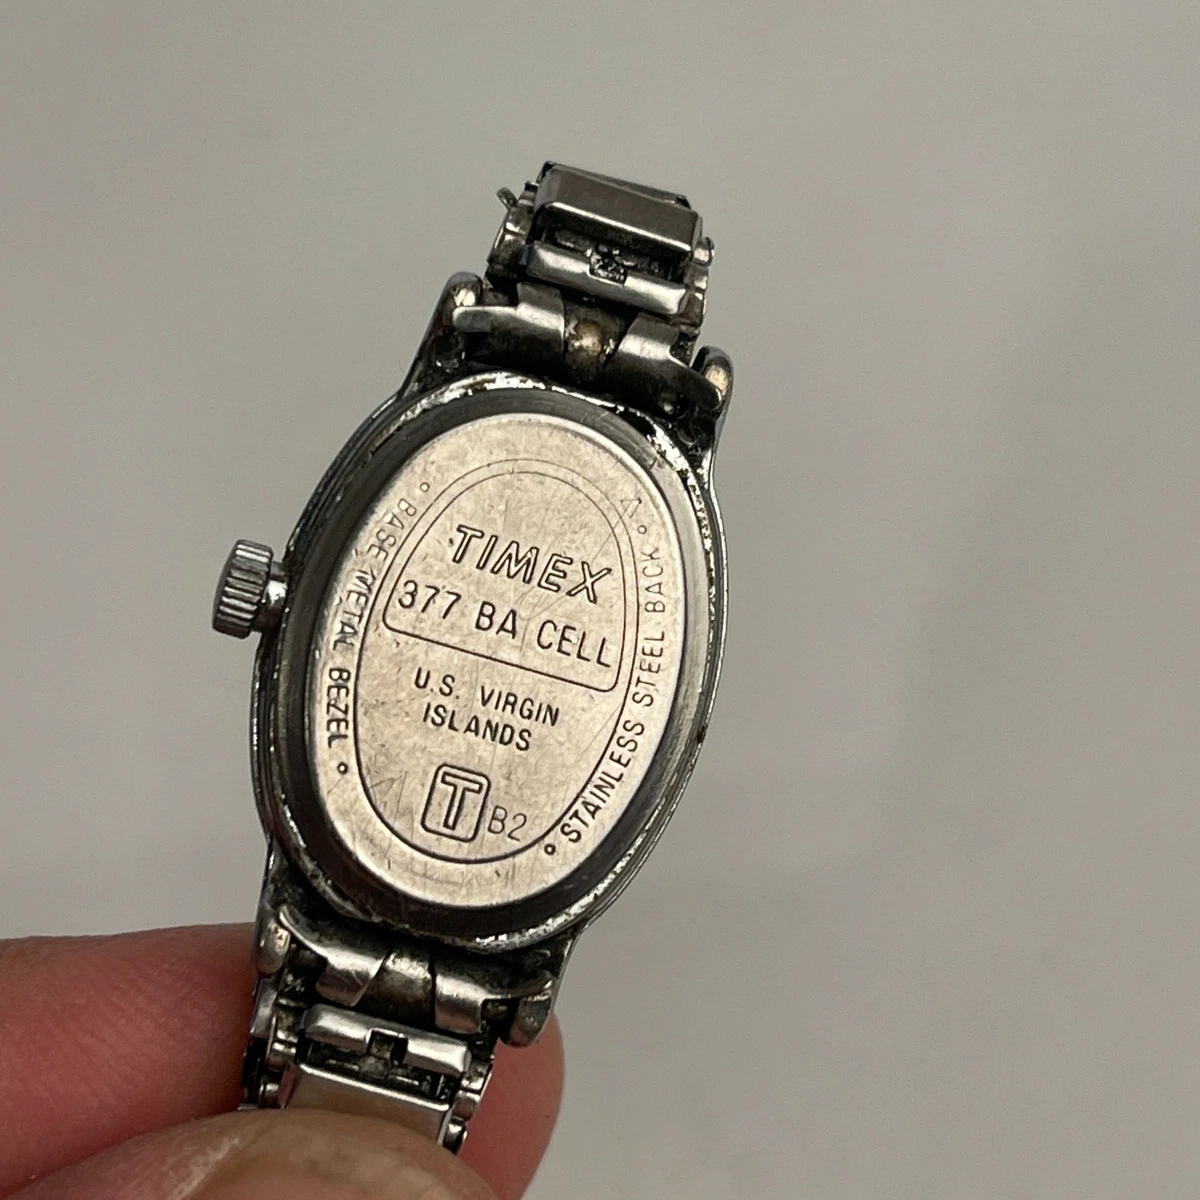 TIMEX
377 BA CELL
U.S. VIRGIN
ISLANDS
T B2
BASE METAL BEZEL
STAINLESS STEEL BACK